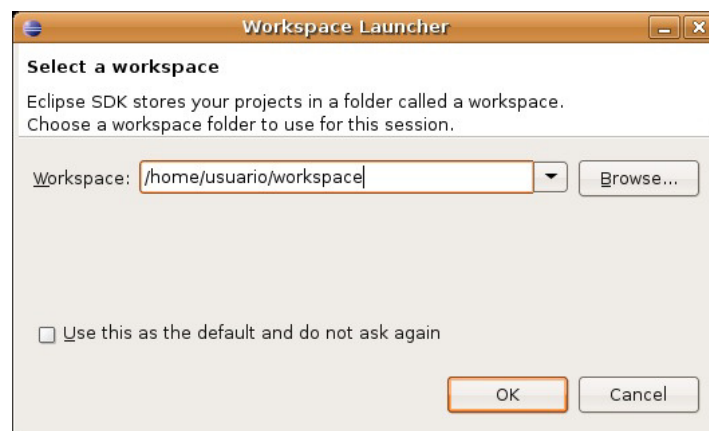 Workspace Launcher
Select a workspace
Eclipse SDK stores your projects in a folder called a workspace.
Choose a workspace folder to use for this session.
Workspace: /home/usuario/workspace Browse...
Use this as the default and do not ask again
OK Cancel